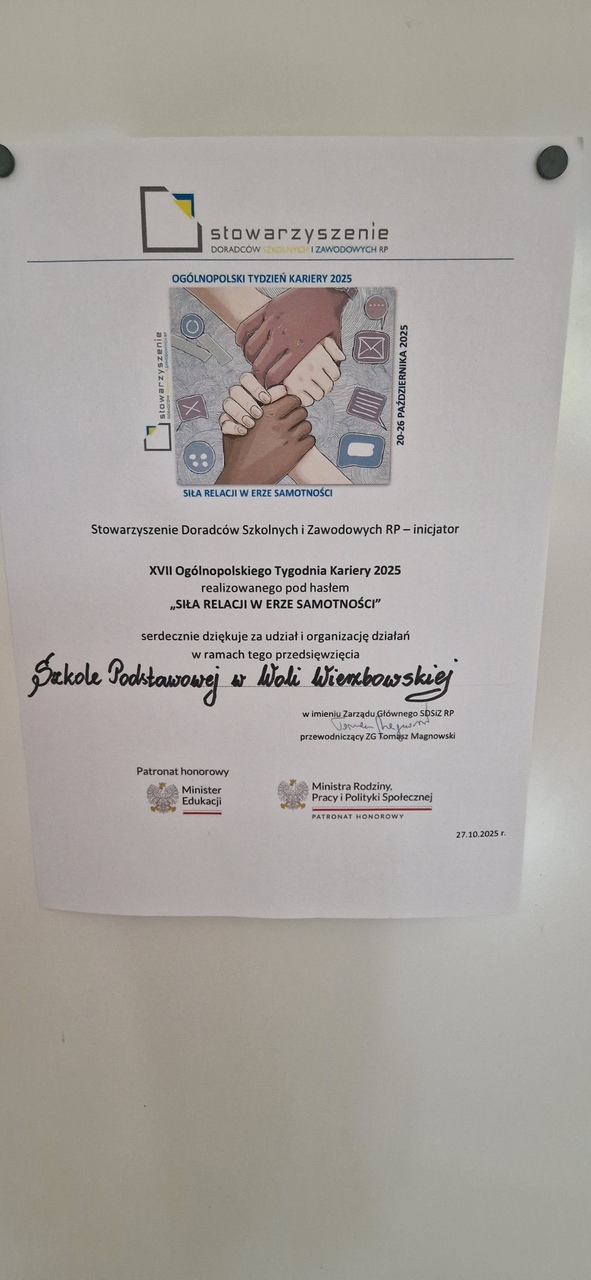 stowarzyszenie
DORADCÓW SZKOLNYCH I ZAWODOWYCH RP
OGÓLNOPOLSKI TYDZIEŃ KARIERY 2025
stowarzyszenie
20-26 PAŹDZIERNIKA 2025
SIŁA RELACJI W ERZE SAMOTNOŚCI
Stowarzyszenie Doradców Szkolnych i Zawodowych RP – inicjator
XVII Ogólnopolskiego Tygodnia Kariery 2025
realizowanego pod hasłem
„SIŁA RELACJI W ERZE SAMOTNOŚCI”
serdecznie dziękuje za udział i organizację działań
w ramach tego przedsięwzięcia
Szkole Podstawowej w Woli Wierzbowskiej
w imieniu Zarządu Głównego SDSiZ RP
przewodniczący ZG Tomasz Magnowski
Patronat honorowy
Minister
Edukacji
Ministra Rodziny,
Pracy i Polityki Społecznej
PATRONAT HONOROWY
27.10.2025 r.